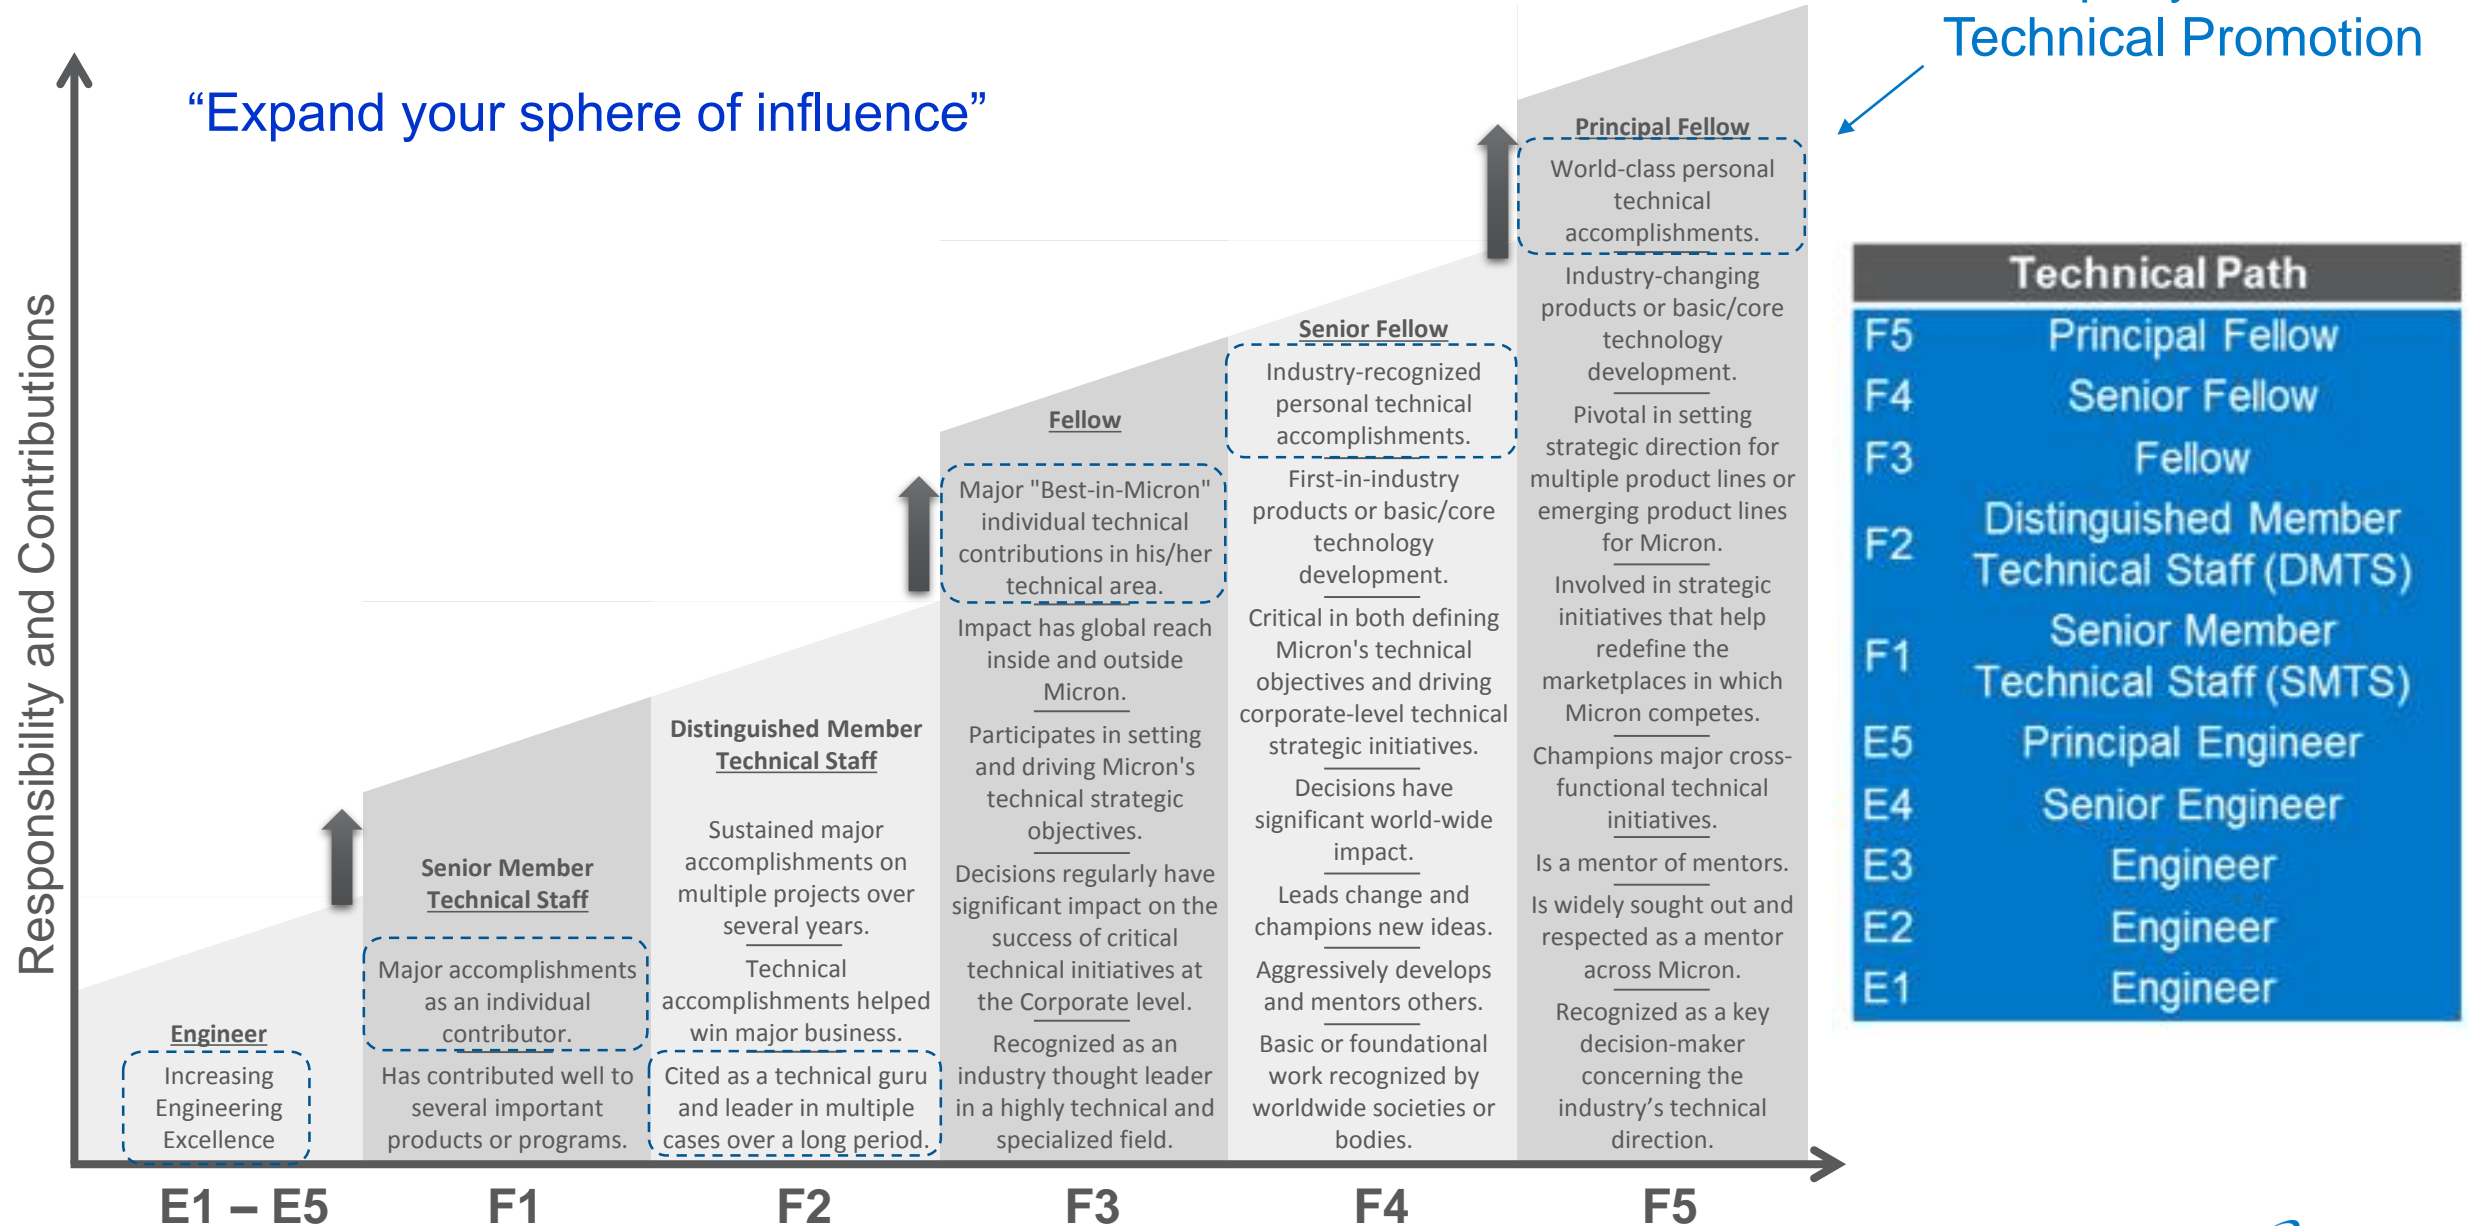 Technical Promotion
“Expand your sphere of influence”
Responsibility and Contributions
Engineer
Increasing
Engineering
Excellence
Senior Member
Technical Staff
Major accomplishments
as an individual
contributor.
Has contributed well to
several important
products or programs.
Distinguished Member
Technical Staff
Sustained major
accomplishments on
multiple projects over
several years.
Technical
accomplishments helped
win major business.
Cited as a technical guru
and leader in multiple
cases over a long period.
Fellow
Major "Best-in-Micron"
individual technical
contributions in his/her
technical area.
Impact has global reach
inside and outside
Micron.
Participates in setting
and driving Micron's
technical strategic
objectives.
Decisions regularly have
significant impact on the
success of critical
technical initiatives at
the Corporate level.
Recognized as an
industry thought leader
in a highly technical and
specialized field.
Senior Fellow
Industry-recognized
personal technical
accomplishments.
First-in-industry
products or basic/core
technology
development.
Critical in both defining
Micron's technical
objectives and driving
corporate-level technical
strategic initiatives.
Decisions have
significant world-wide
impact.
Leads change and
champions new ideas.
Aggressively develops
and mentors others.
Basic or foundational
work recognized by
worldwide societies or
bodies.
Principal Fellow
World-class personal
technical
accomplishments.
Industry-changing
products or basic/core
technology
development.
Pivotal in setting
strategic direction for
multiple product lines or
emerging product lines
for Micron.
Involved in strategic
initiatives that help
redefine the
marketplaces in which
Micron competes.
Champions major cross-
functional technical
initiatives.
Is a mentor of mentors.
Is widely sought out and
respected as a mentor
across Micron.
Recognized as a key
decision-maker
concerning the
industry’s technical
direction.
E1 – E5
F1
F2
F3
F4
F5
Technical Path
F5 Principal Fellow
F4 Senior Fellow
F3 Fellow
F2 Distinguished Member
Technical Staff (DMTS)
F1 Senior Member
Technical Staff (SMTS)
E5 Principal Engineer
E4 Senior Engineer
E3 Engineer
E2 Engineer
E1 Engineer